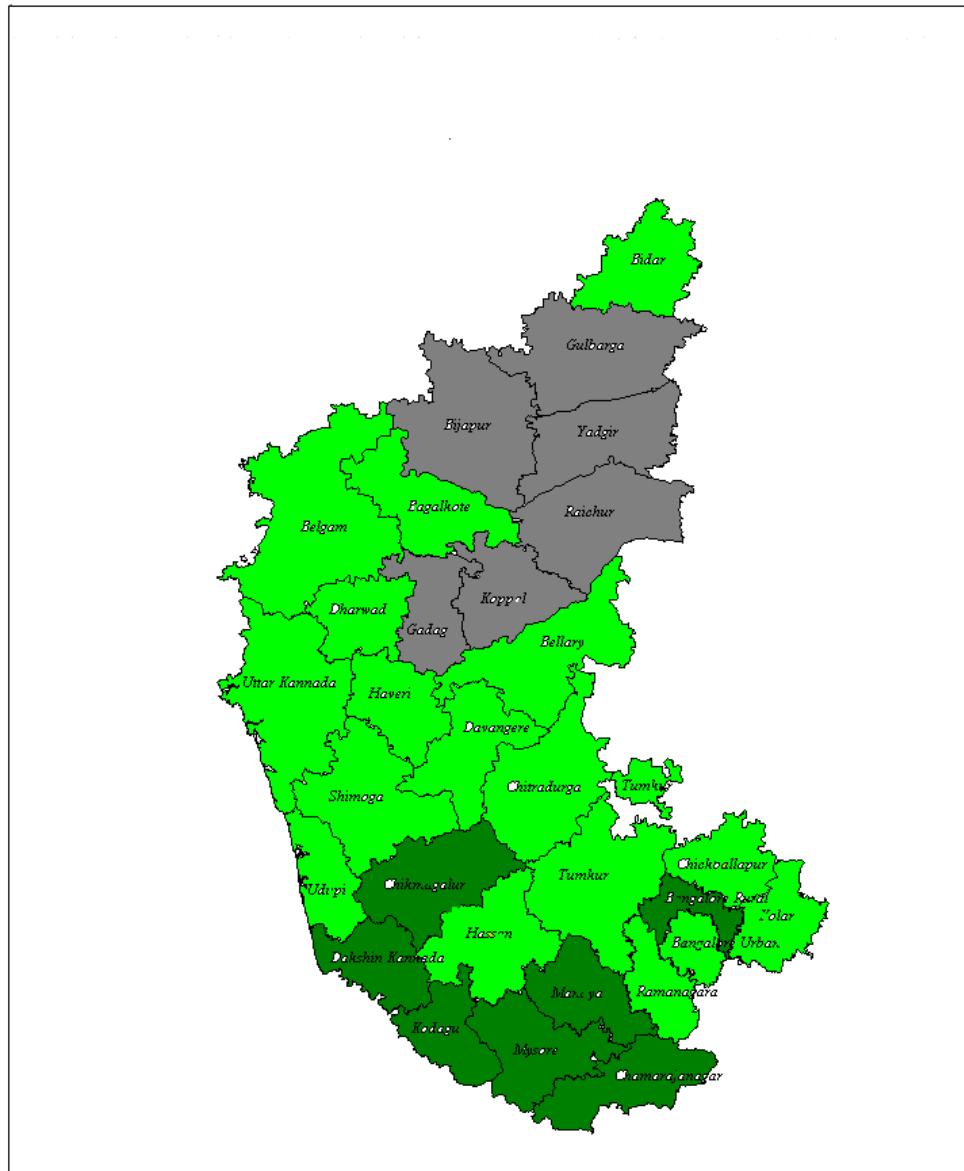 Bidar
Gulbarga
Bijapur
Yadgir
Bagalkote
Raichur
Belgam
Koppol
Dharwad
Gadag
Bellary
Uttar Kannada
Haveri
Davangere
Chitradurga
Tumkur
Shimoga
Chickballapur
Tumkur
Chikmagalur
Udupi
Bangalore Rural
Kolar
Hassan
Bangalore Urban
Dakshin Kannada
Ramanagara
Mandya
Kodagu
Mysore
Chamarajanagar